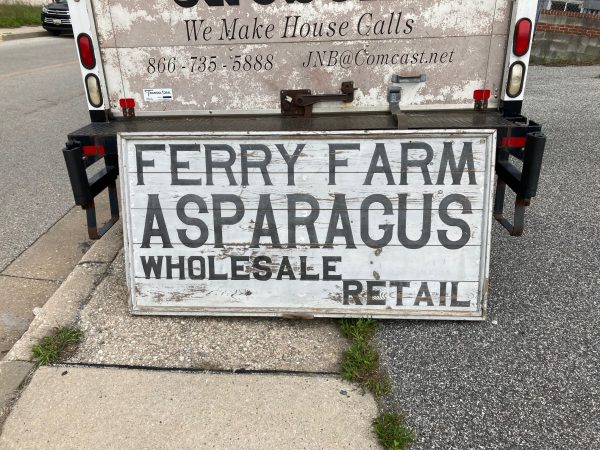 We Make House Calls
866-735-5888 JNB@Comcast.net
FERRY FARM
ASPARAGUS
WHOLESALE
RETAIL